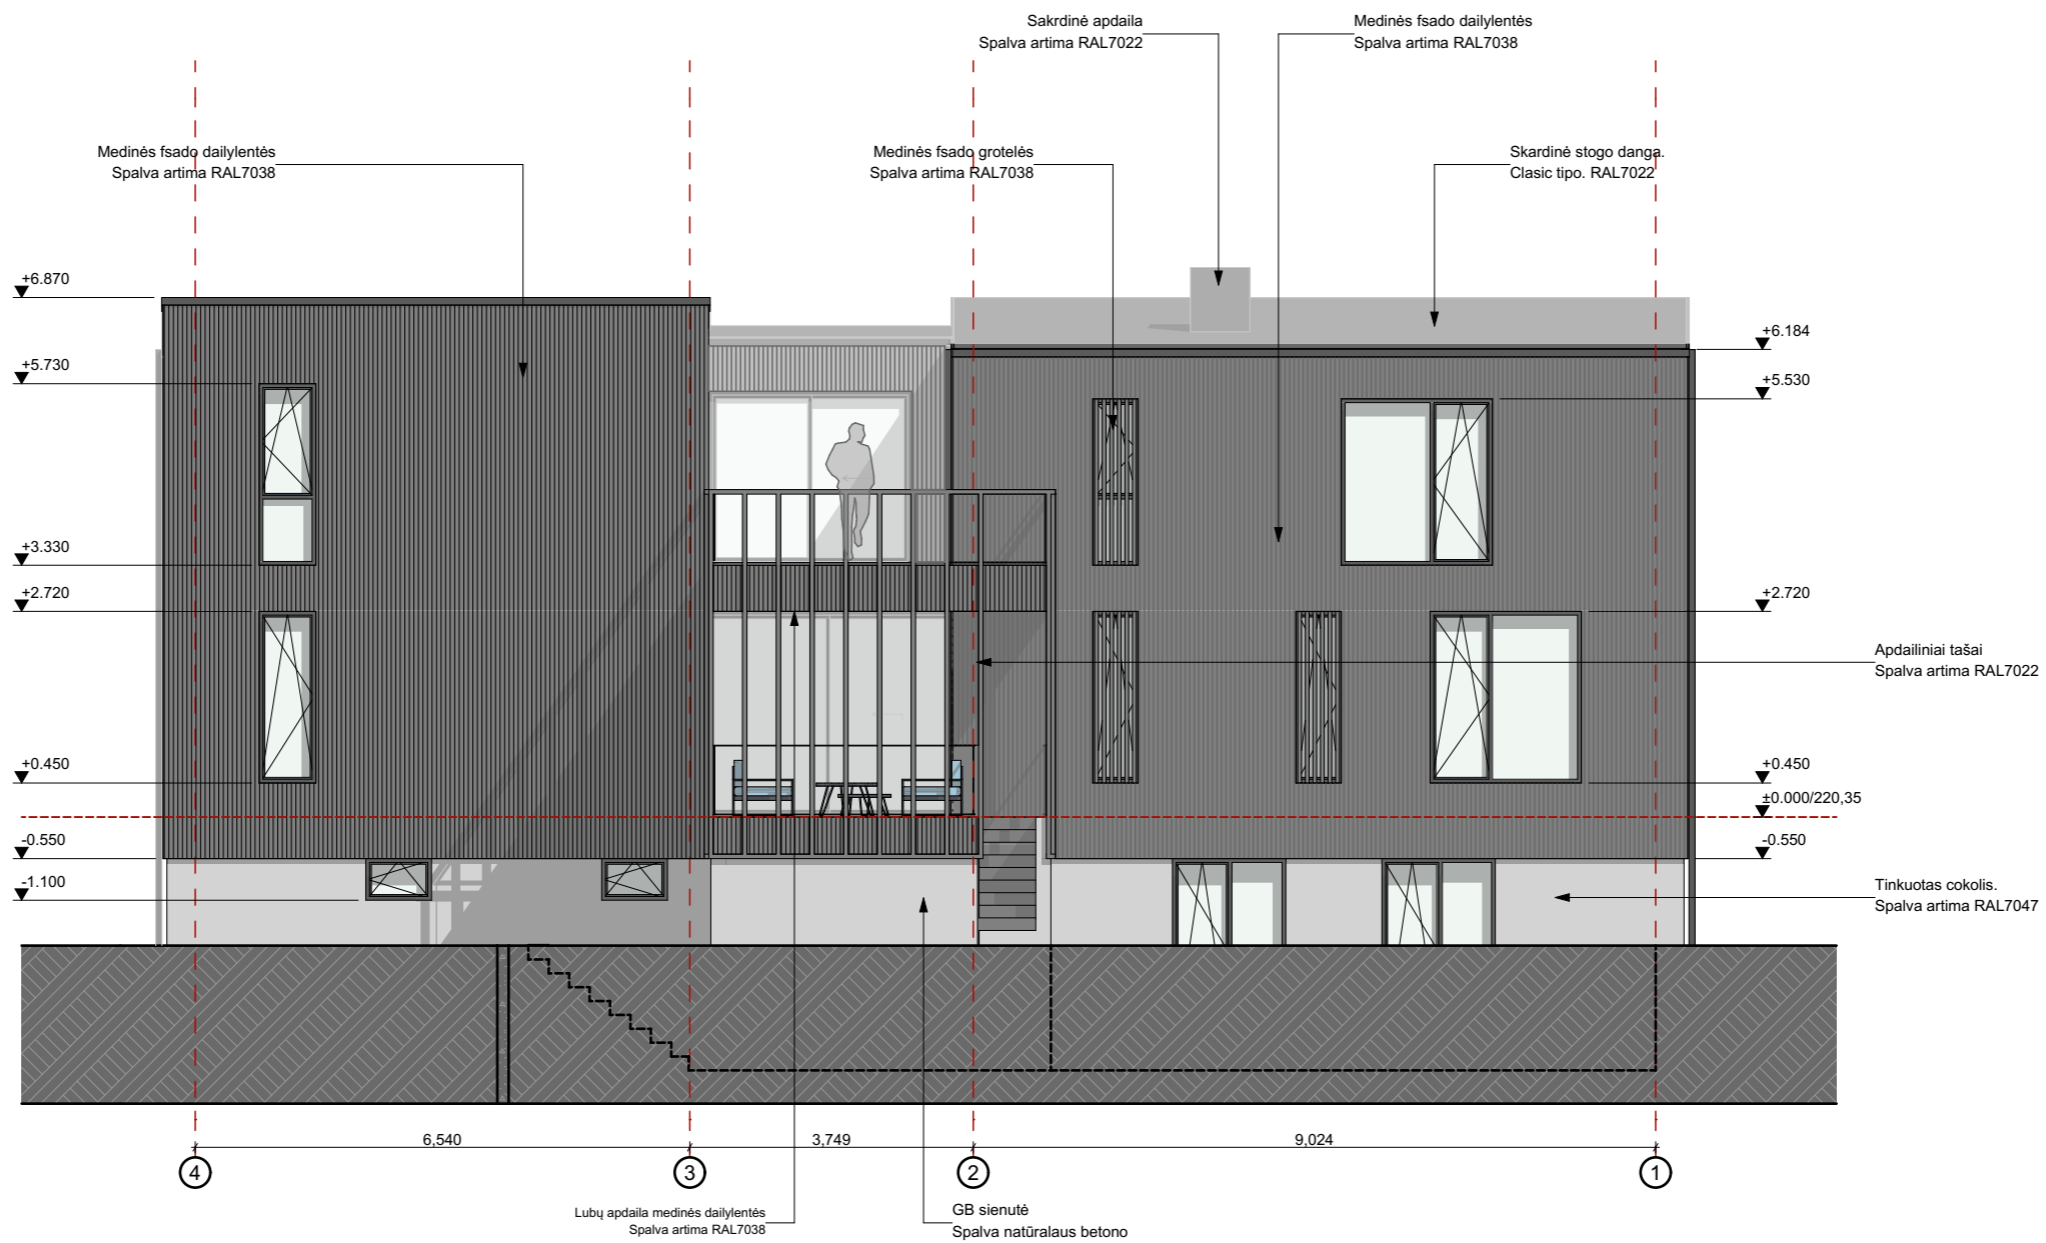 Sakrdinė apdaila
Spalva artima RAL7022
Medinės fsado dailylentės
Spalva artima RAL7038
Medinės fsado dailylentės
Spalva artima RAL7038
Medinės fsado grotelės
Spalva artima RAL7038
Skardinė stogo danga.
Clasic tipo. RAL7022
+6.870
+5.730
+3.330
+2.720
+0.450
-0.550
-1.100
+6.184
+5.530
+2.720
Apdailiniai tašai
Spalva artima RAL7022
+0.450
±0.000/220,35
-0.550
Tinkuotas cokolis.
Spalva artima RAL7047
6,540
3,749
9,024
4
3
2
1
Lubų apdaila medinės dailylentės
Spalva artima RAL7038
GB sienutė
Spalva natūralaus betono